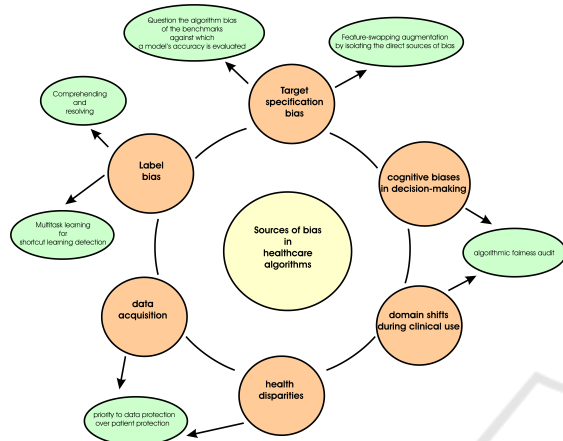 Question the algorithm bias
of the benchmarks
against which
a model's accuracy is evaluated
Feature-swapping augmentation
by isolating the direct sources of bias
Target
specification
bias
Comprehending
and
resolving
Label
bias
cognitive biases
in decision-making
Multitask learning
for
shortcut learning detection
Sources of bias
in
healthcare
algorithms
algorithmic fairness audit
data
acquisition
domain shifts
during clinical use
health
disparities
priority to data protection
over patient protection